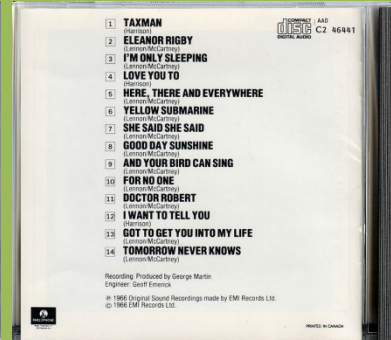 COMPACT
disc
DIGITAL AUDIO
AAD
C2 46441
1 TAXMAN
(Harrison)
2 ELEANOR RIGBY
(Lennon/McCartney)
3 I'M ONLY SLEEPING
(Lennon/McCartney)
4 LOVE YOU TO
(Harrison)
5 HERE, THERE AND EVERYWHERE
(Lennon/McCartney)
6 YELLOW SUBMARINE
(Lennon/McCartney)
7 SHE SAID SHE SAID
(Lennon/McCartney)
8 GOOD DAY SUNSHINE
(Lennon/McCartney)
9 AND YOUR BIRD CAN SING
(Lennon/McCartney)
10 FOR NO ONE
(Lennon/McCartney)
11 DOCTOR ROBERT
(Lennon/McCartney)
12 I WANT TO TELL YOU
(Harrison)
13 GOT TO GET YOU INTO MY LIFE
(Lennon/McCartney)
14 TOMORROW NEVER KNOWS
(Lennon/McCartney)
Recording Produced by George Martin
Engineer: Geoff Emerick
℗ 1966 Original Sound Recordings made by EMI Records Ltd.
© 1966 EMI Records Ltd.
PARLOPHONE
PRINTED IN CANADA